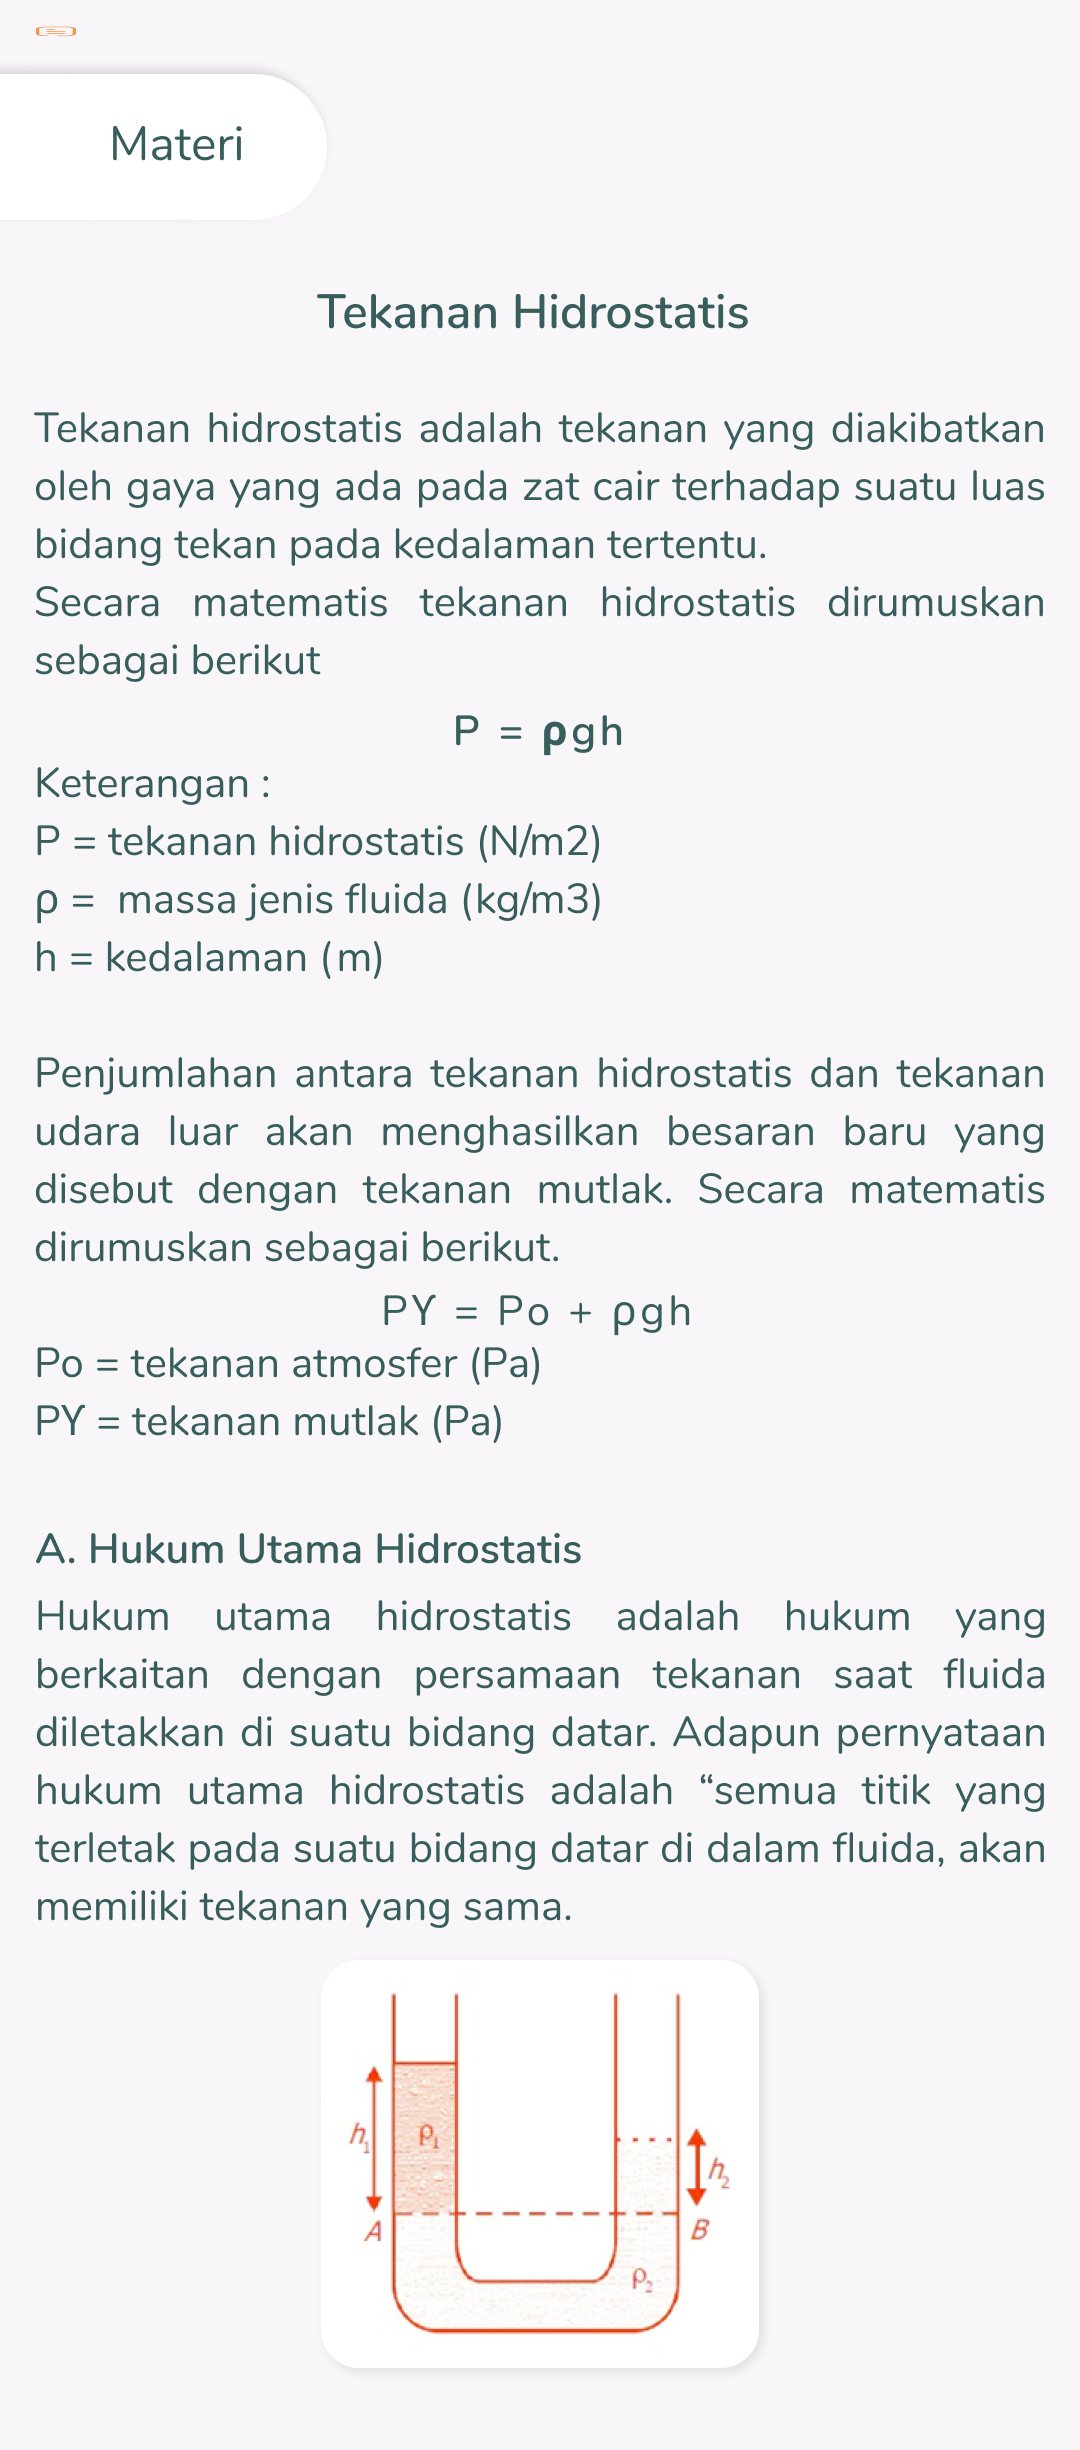 Materi
Tekanan Hidrostatis
Tekanan hidrostatis adalah tekanan yang diakibatkan
oleh gaya yang ada pada zat cair terhadap suatu luas
bidang tekan pada kedalaman tertentu.
Secara matematis tekanan hidrostatis dirumuskan
sebagai berikut
P = ρgh
Keterangan :
P = tekanan hidrostatis (N/m2)
ρ = massa jenis fluida (kg/m3)
h = kedalaman (m)
Penjumlahan antara tekanan hidrostatis dan tekanan
udara luar akan menghasilkan besaran baru yang
disebut dengan tekanan mutlak. Secara matematis
dirumuskan sebagai berikut.
PY = Po + ρgh
Po = tekanan atmosfer (Pa)
PY = tekanan mutlak (Pa)
A. Hukum Utama Hidrostatis
Hukum utama hidrostatis adalah hukum yang
berkaitan dengan persamaan tekanan saat fluida
diletakkan di suatu bidang datar. Adapun pernyataan
hukum utama hidrostatis adalah “semua titik yang
terletak pada suatu bidang datar di dalam fluida, akan
memiliki tekanan yang sama.
h₁ ρ₁
h₂
A B
ρ₂